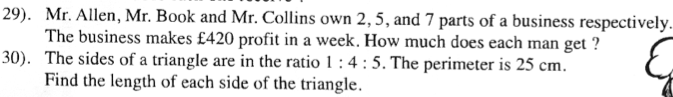 29). Mr. Allen, Mr. Book and Mr. Collins own 2, 5, and 7 parts of a business respectively.
The business makes £420 profit in a week. How much does each man get ?
30). The sides of a triangle are in the ratio 1 : 4 : 5. The perimeter is 25 cm.
Find the length of each side of the triangle.